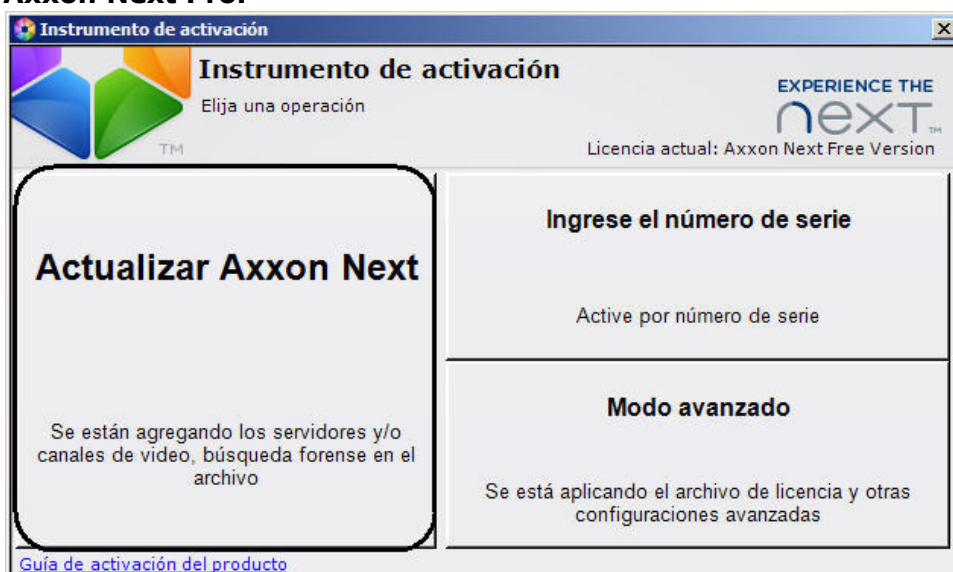 Axxon Next Pro.
Instrumento de activación
Instrumento de activación
Elija una operación
EXPERIENCE THE
next TM
Licencia actual: Axxon Next Free Version
TM
Actualizar Axxon Next
Se están agregando los servidores y/o
canales de video, búsqueda forense en el
archivo
Ingrese el número de serie
Active por número de serie
Modo avanzado
Se está aplicando el archivo de licencia y otras
configuraciones avanzadas
Guía de activación del producto